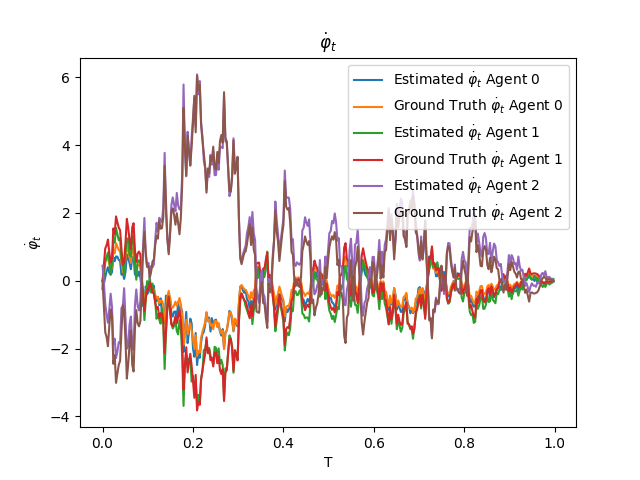 φ̇ₜ
Estimated φ̇ₜ Agent 0
Ground Truth φ̇ₜ Agent 0
Estimated φ̇ₜ Agent 1
Ground Truth φ̇ₜ Agent 1
Estimated φ̇ₜ Agent 2
Ground Truth φ̇ₜ Agent 2
φ̇ₜ
6
4
2
0
−2
−4
0.0 0.2 0.4 0.6 0.8 1.0
T